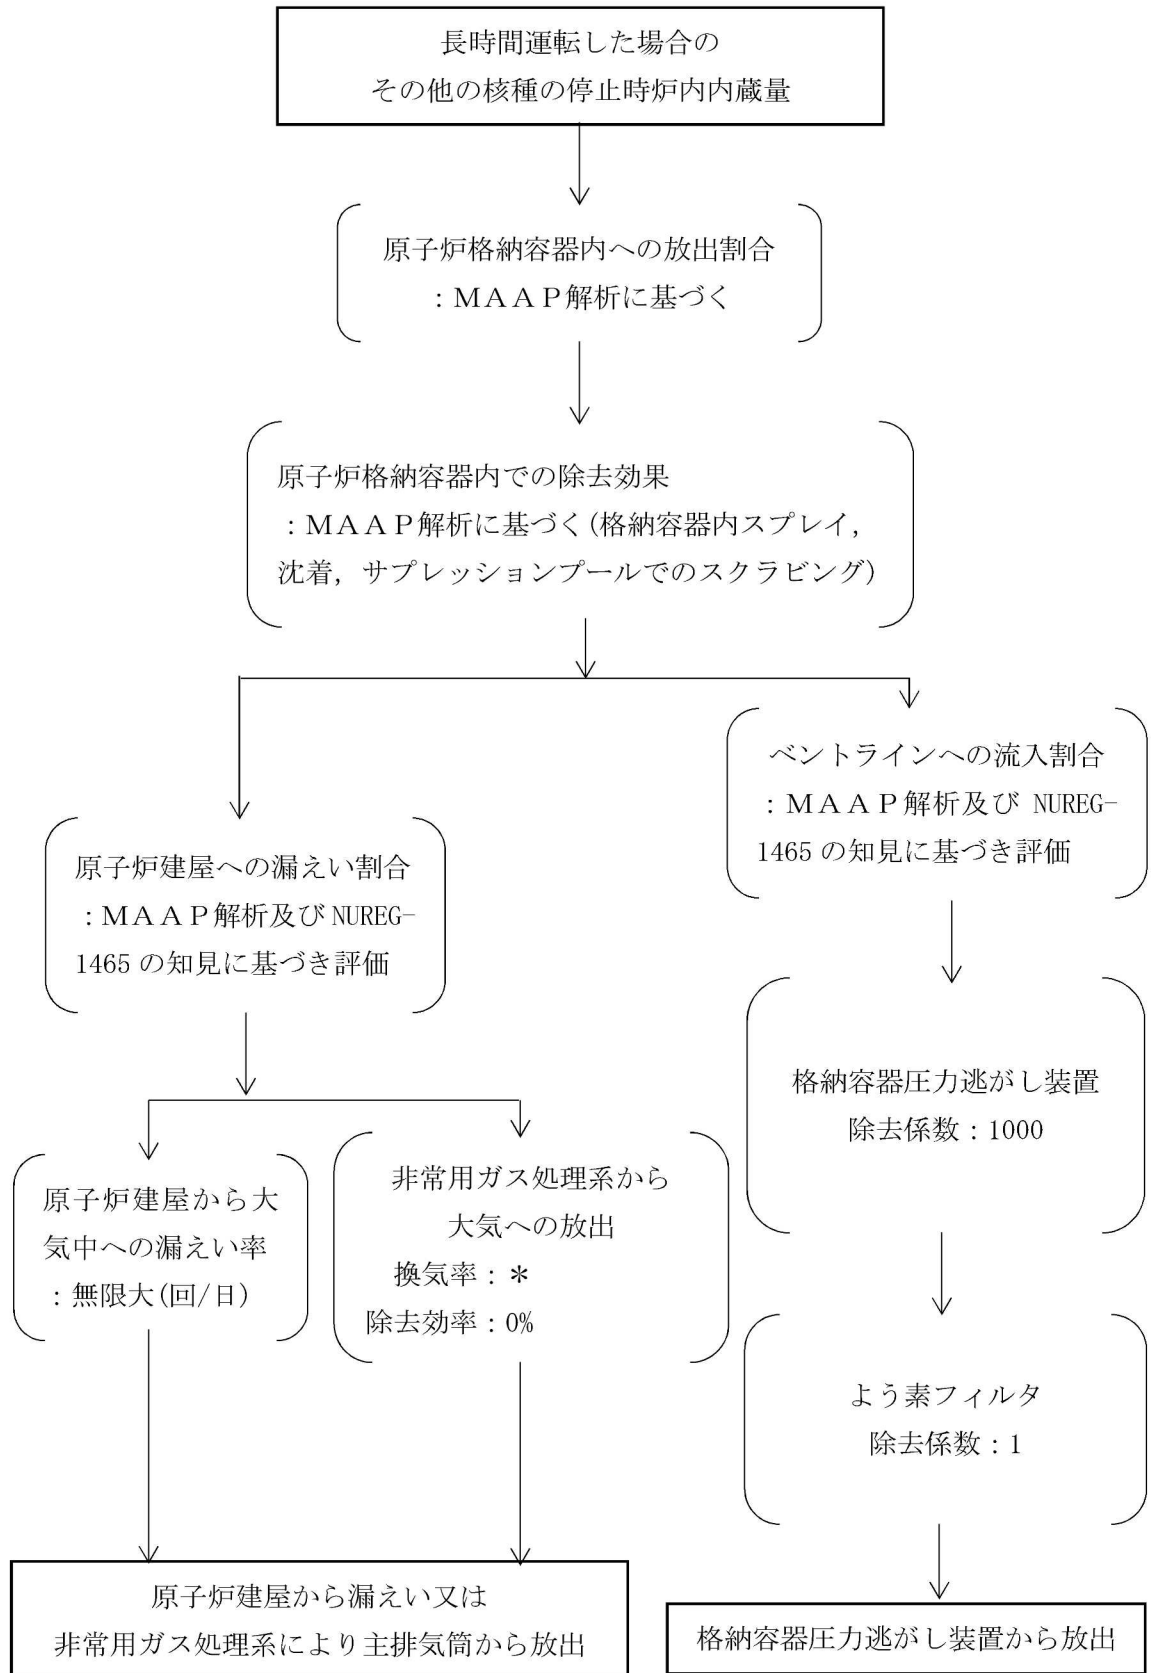 長時間運転した場合の
その他の核種の停止時炉内内蔵量
原子炉格納容器内への放出割合
：ＭＡＡＰ解析に基づく
原子炉格納容器内での除去効果
：ＭＡＡＰ解析に基づく(格納容器内スプレイ，
沈着，サプレッションプールでのスクラビング)
ベントラインへの流入割合
：ＭＡＡＰ解析及び NUREG-
1465 の知見に基づき評価
原子炉建屋への漏えい割合
：ＭＡＡＰ解析及び NUREG-
1465 の知見に基づき評価
格納容器圧力逃がし装置
除去係数：1000
原子炉建屋から大
気中への漏えい率
：無限大(回/日)
非常用ガス処理系から
大気への放出
換気率：＊
除去効率：0%
よう素フィルタ
除去係数：1
原子炉建屋から漏えい又は
非常用ガス処理系により主排気筒から放出
格納容器圧力逃がし装置から放出